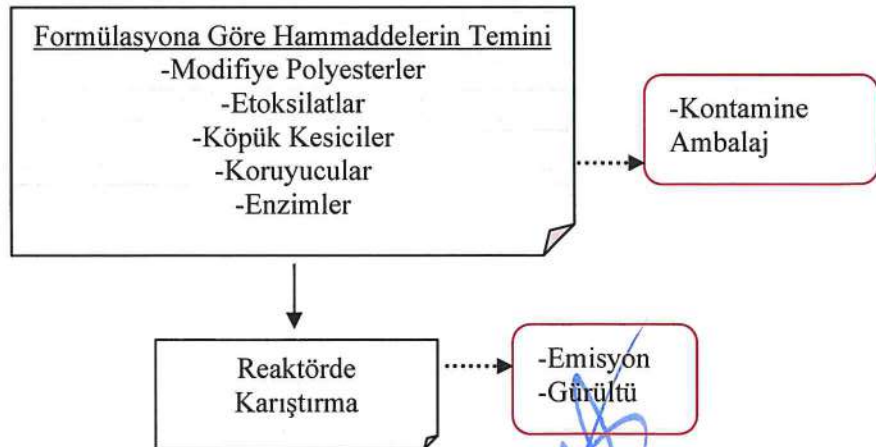 Formülasyona Göre Hammaddelerin Temini
-Modifiye Polyesterler
-Etoksilatlar
-Köpük Kesiciler
-Koruyucular
-Enzimler
-Kontamine
Ambalaj
Reaktörde
Karıştırma
-Emisyon
-Gürültü